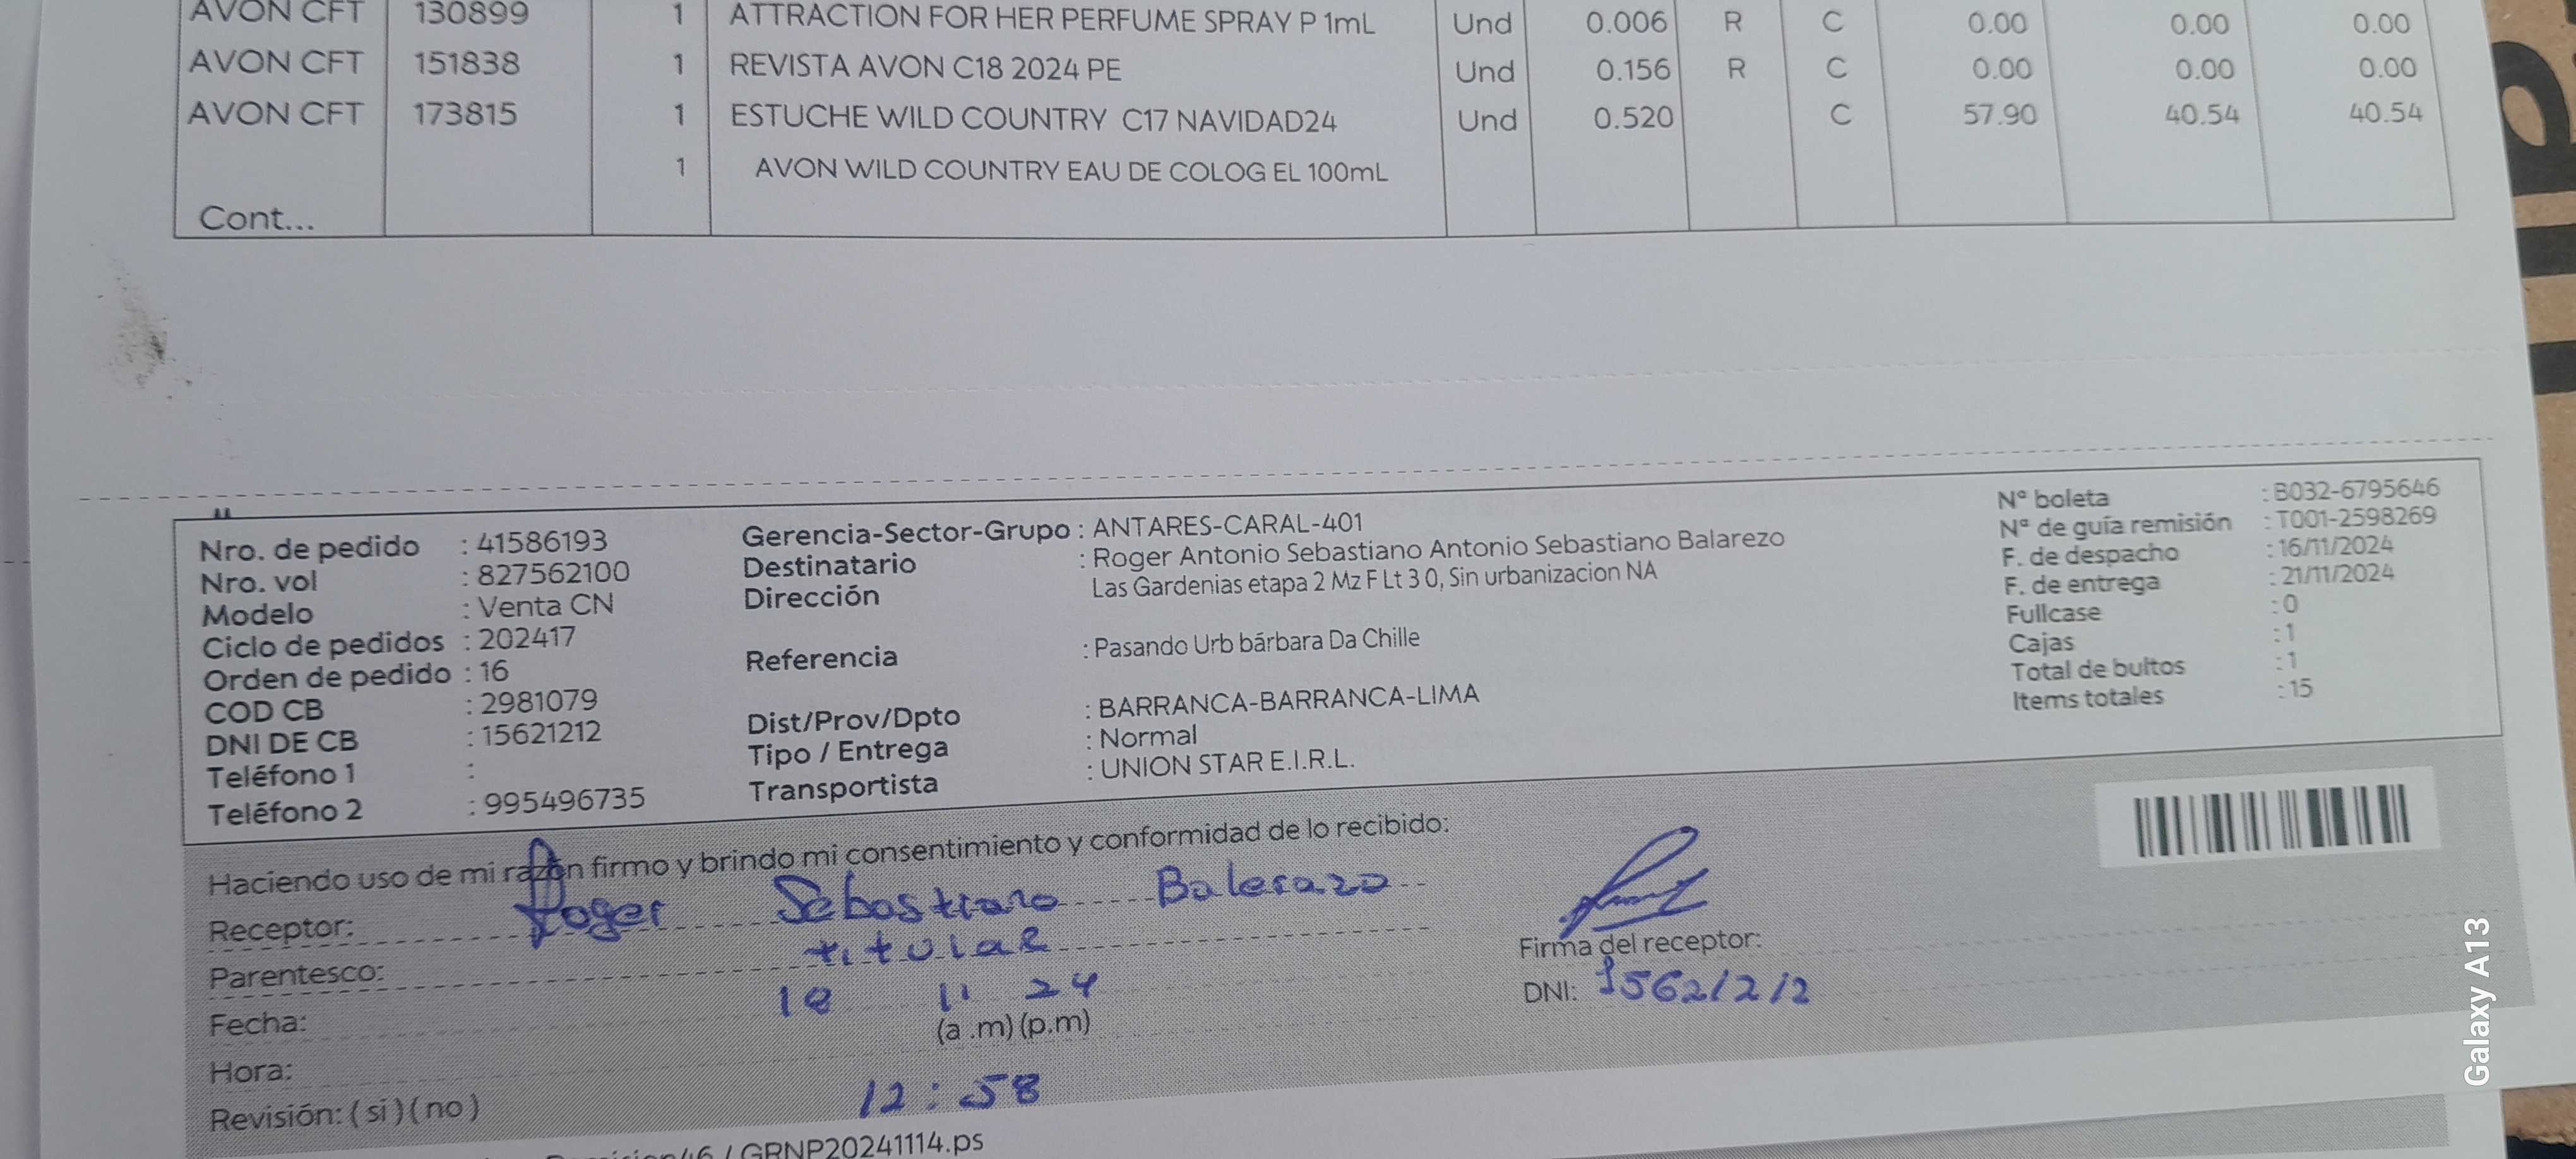 AVON CFT 130899 1 ATTRACTION FOR HER PERFUME SPRAY P 1mL Und 0.006 R C 0.00 0.00 0.00
AVON CFT 151838 1 REVISTA AVON C18 2024 PE Und 0.156 R C 0.00 0.00 0.00
AVON CFT 173815 1 ESTUCHE WILD COUNTRY C17 NAVIDAD24 Und 0.520 C 57.90 40.54 40.54
1 AVON WILD COUNTRY EAU DE COLOG EL 100mL
Cont...
Nro. de pedido : 41586193
Nro. vol : 827562100
Modelo : Venta CN
Ciclo de pedidos : 202417
Orden de pedido : 16
COD CB : 2981079
DNI DE CB : 15621212
Teléfono 1 :
Teléfono 2 : 995496735
Gerencia-Sector-Grupo : ANTARES-CARAL-401
Destinatario : Roger Antonio Sebastiano Antonio Sebastiano Balarezo
Dirección Las Gardenias etapa 2 Mz F Lt 3 0, Sin urbanizacion NA
Referencia : Pasando Urb bárbara Da Chille
Dist/Prov/Dpto : BARRANCA-BARRANCA-LIMA
Tipo / Entrega : Normal
Transportista : UNION STAR E.I.R.L.
Nª boleta : B032-6795646
Nª de guía remisión : T001-2598269
F. de despacho : 16/11/2024
F. de entrega : 21/11/2024
Fullcase : 0
Cajas : 1
Total de bultos : 1
Items totales : 15
Haciendo uso de mi razón firmo y brindo mi consentimiento y conformidad de lo recibido:
Receptor: Roger Sebastiano Balerazo
Parentesco: titular
Fecha: 18 11 24
(a .m) (p.m)
Hora:
12:58
Revisión: ( si ) ( no )
Firma del receptor:
DNI: 15621212
/ GRNP20241114.ps
Galaxy A13